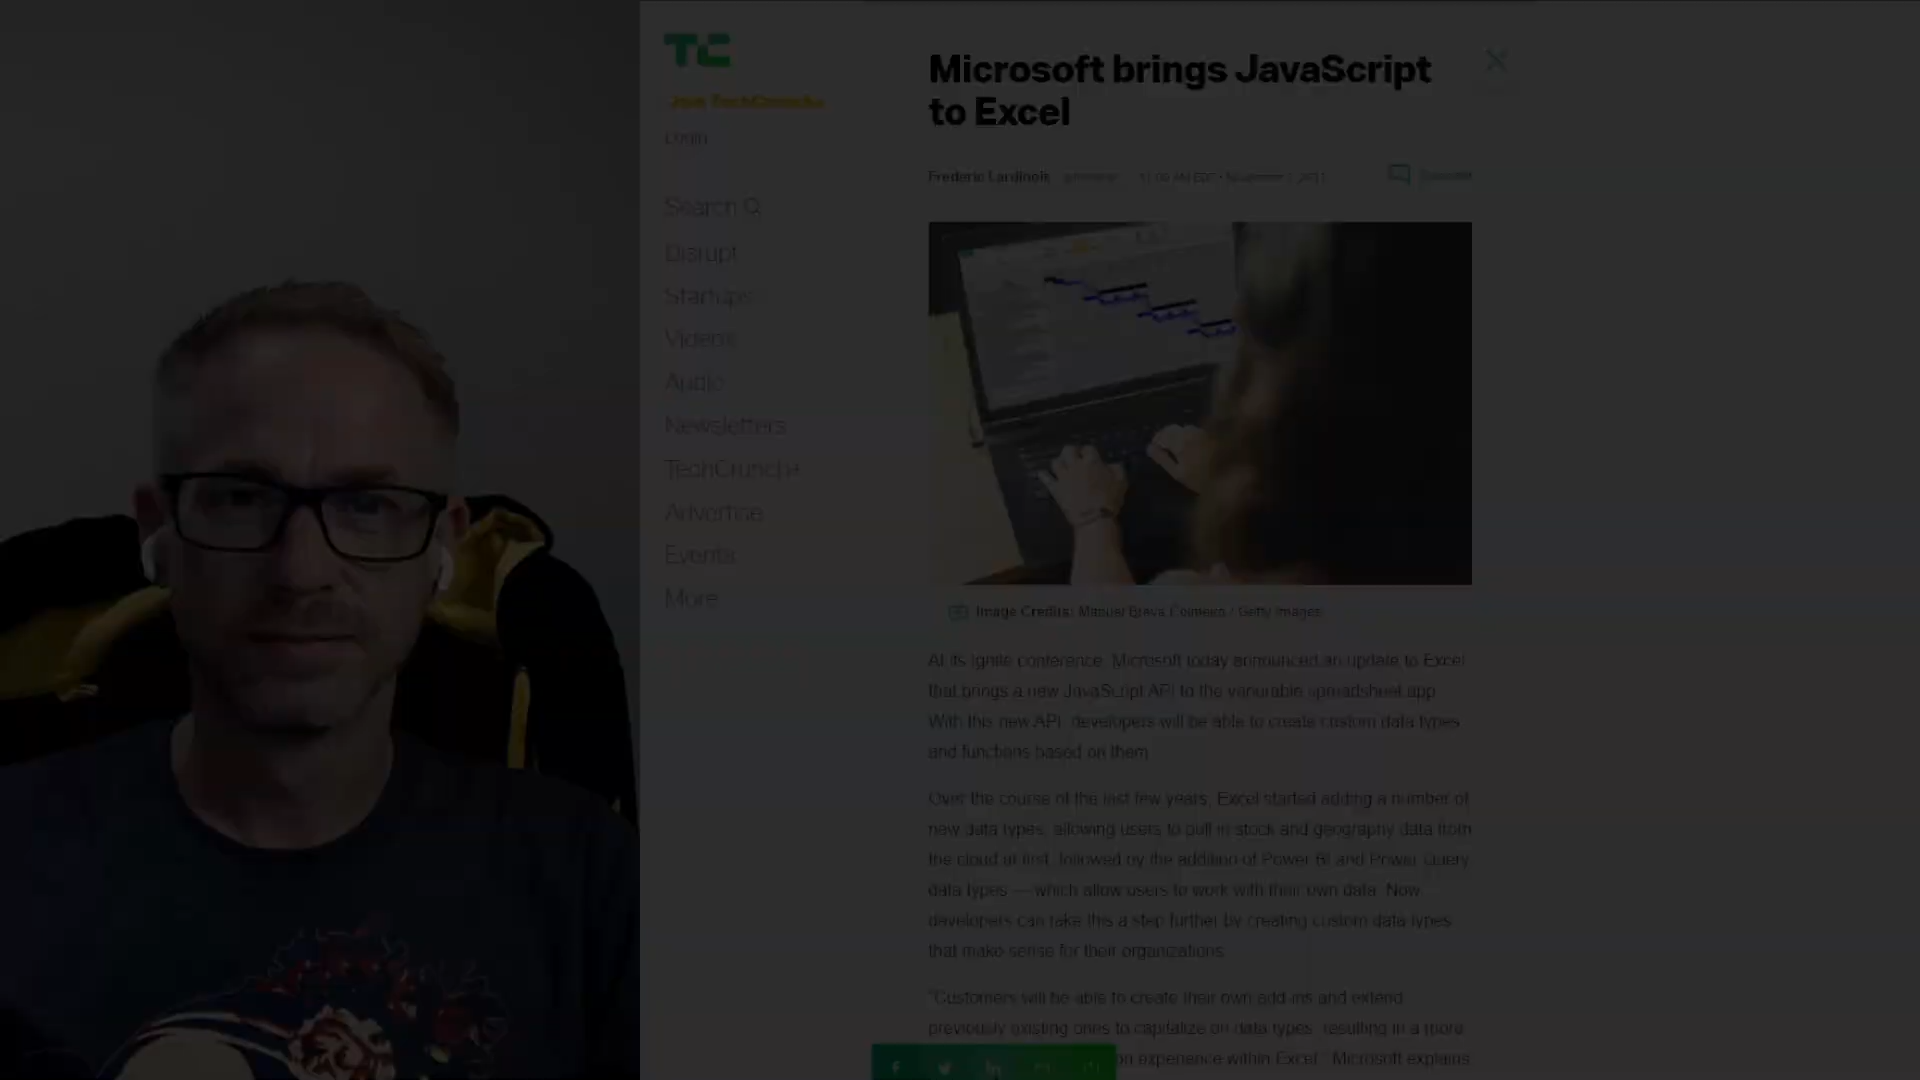 TC
Join TechCrunch+
Login
Search
Disrupt
Startups
Videos
Audio
Newsletters
TechCrunch+
Advertise
Events
More
Microsoft brings JavaScript
to Excel
Frederic Lardinois
Comment
Image Credits: Manuel Breva Colmeiro / Getty Images
At its Ignite conference, Microsoft today announced an update to Excel
that brings a new JavaScript API to the venerable spreadsheet app.
With this new API, developers will be able to create custom data types
and functions based on them.
Over the course of the last few years, Excel started adding a number of
new data types, allowing users to pull in stock and geography data from
the cloud at first, followed by the addition of Power BI and Power Query
data types — which allow users to work with their own data. Now,
developers can take this a step further by creating custom data types
that make sense for their organizations.
“Customers will be able to create their own add-ins and extend
previously existing ones to capitalize on data types, resulting in a more
on experience within Excel,” Microsoft explains